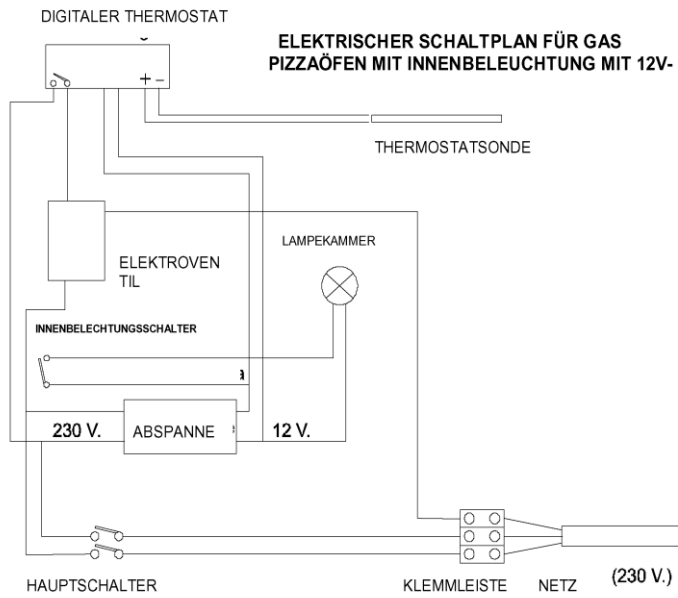 DIGITALER THERMOSTAT
ELEKTRISCHER SCHALTPLAN FÜR GAS
PIZZAÖFEN MIT INNENBELEUCHTUNG MIT 12V-
+ –
THERMOSTATSONDE
LAMPEKAMMER
ELEKTROVEN
TIL
INNENBELECHTUNGSSCHALTER
230 V. ABSPANNE 12 V.
HAUPTSCHALTER KLEMMLEISTE NETZ (230 V.)